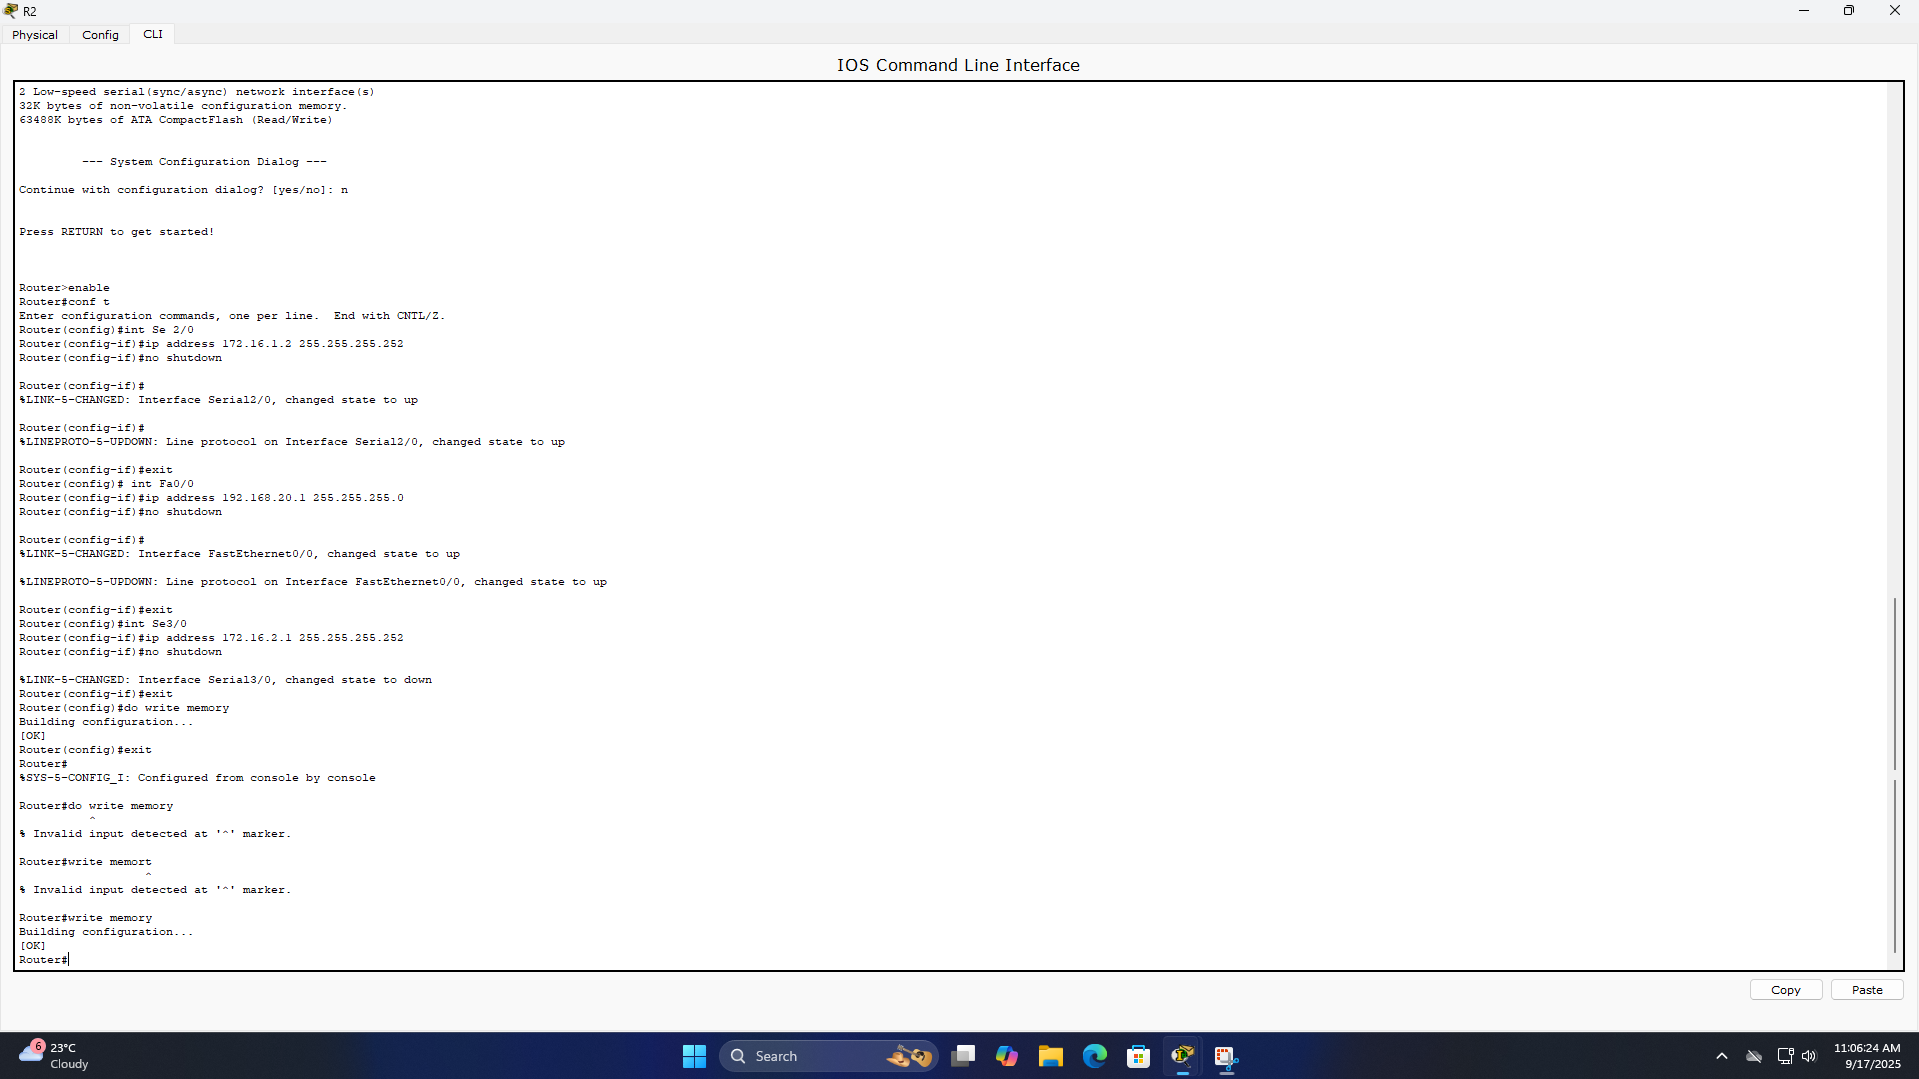 R2
Physical
Config
CLI
IOS Command Line Interface
2 Low-speed serial(sync/async) network interface(s)
32K bytes of non-volatile configuration memory.
63488K bytes of ATA CompactFlash (Read/Write)
--- System Configuration Dialog ---
Continue with configuration dialog? [yes/no]: n
Press RETURN to get started!
Router>enable
Router#conf t
Enter configuration commands, one per line.  End with CNTL/Z.
Router(config)#int Se 2/0
Router(config-if)#ip address 172.16.1.2 255.255.255.252
Router(config-if)#no shutdown
Router(config-if)#
%LINK-5-CHANGED: Interface Serial2/0, changed state to up
Router(config-if)#
%LINEPROTO-5-UPDOWN: Line protocol on Interface Serial2/0, changed state to up
Router(config-if)#exit
Router(config)# int Fa0/0
Router(config-if)#ip address 192.168.20.1 255.255.255.0
Router(config-if)#no shutdown
Router(config-if)#
%LINK-5-CHANGED: Interface FastEthernet0/0, changed state to up
%LINEPROTO-5-UPDOWN: Line protocol on Interface FastEthernet0/0, changed state to up
Router(config-if)#exit
Router(config)#int Se3/0
Router(config-if)#ip address 172.16.2.1 255.255.255.252
Router(config-if)#no shutdown
%LINK-5-CHANGED: Interface Serial3/0, changed state to down
Router(config-if)#exit
Router(config)#do write memory
Building configuration...
[OK]
Router(config)#exit
Router#
%SYS-5-CONFIG_I: Configured from console by console
Router#do write memory
^
% Invalid input detected at '^' marker.
Router#write memort
^
% Invalid input detected at '^' marker.
Router#write memory
Building configuration...
[OK]
Router#
Copy
Paste
6
23°C
Cloudy
Search
11:06:24 AM
9/17/2025